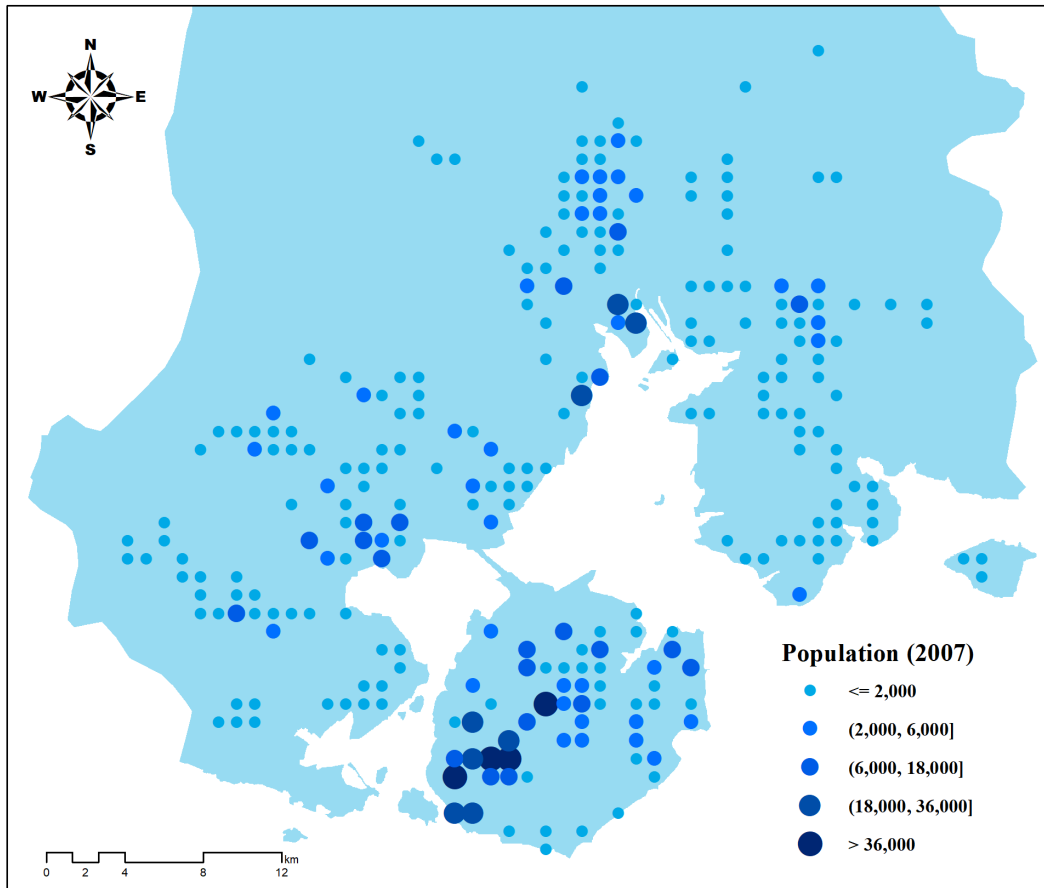 N
W E
S
Population (2007)
<= 2,000
(2,000, 6,000]
(6,000, 18,000]
(18,000, 36,000]
> 36,000
km
0 2 4 8 12